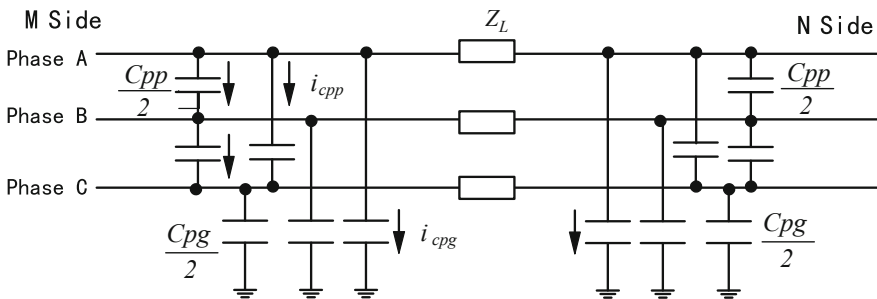 M Side
Z_L
N Side
Phase A
Cpp/2
i_cpp
Cpp/2
Phase B
Phase C
Cpg/2
i_cpg
Cpg/2